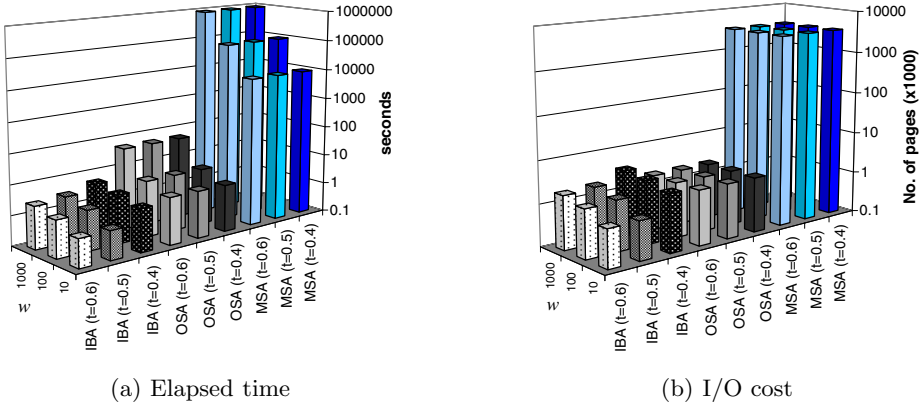 1000000
100000
10000
1000
100
10
1
0.1
seconds
1000
100
10
w
IBA (t=0.6)
IBA (t=0.5)
IBA (t=0.4)
OSA (t=0.6)
OSA (t=0.5)
OSA (t=0.4)
MSA (t=0.6)
MSA (t=0.5)
MSA (t=0.4)
(a) Elapsed time
10000
1000
100
10
1
0.1
No. of pages (x1000)
1000
100
10
w
IBA (t=0.6)
IBA (t=0.5)
IBA (t=0.4)
OSA (t=0.6)
OSA (t=0.5)
OSA (t=0.4)
MSA (t=0.6)
MSA (t=0.5)
MSA (t=0.4)
(b) I/O cost